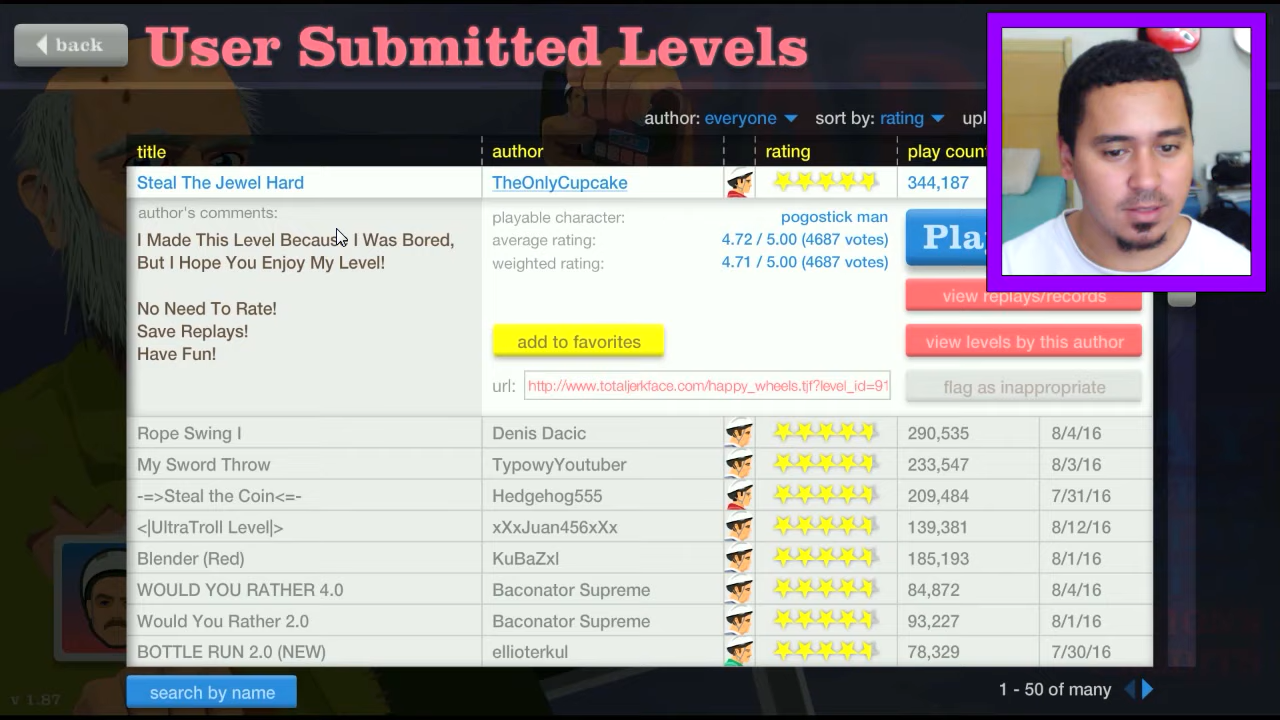 back
User Submitted Levels
author: everyone sort by: rating upl
title author rating play coun
Steal The Jewel Hard TheOnlyCupcake 344,187
author's comments:
I Made This Level Because I Was Bored,
But I Hope You Enjoy My Level!
No Need To Rate!
Save Replays!
Have Fun!
playable character: pogostick man
average rating: 4.72 / 5.00 (4687 votes)
weighted rating: 4.71 / 5.00 (4687 votes)
add to favorites
url: http://www.totaljerkface.com/happy_wheels.tjf?level_id=91
Pla
view replays/records
view levels by this author
flag as inappropriate
Rope Swing I Denis Dacic 290,535 8/4/16
My Sword Throw TypowyYoutuber 233,547 8/3/16
-=>Steal the Coin<=- Hedgehog555 209,484 7/31/16
<|UltraTroll Level|> xXxJuan456xXx 139,381 8/12/16
Blender (Red) KuBaZxl 185,193 8/1/16
WOULD YOU RATHER 4.0 Baconator Supreme 84,872 8/4/16
Would You Rather 2.0 Baconator Supreme 93,227 8/1/16
BOTTLE RUN 2.0 (NEW) ellioterkul 78,329 7/30/16
v 1.87
search by name
1 - 50 of many